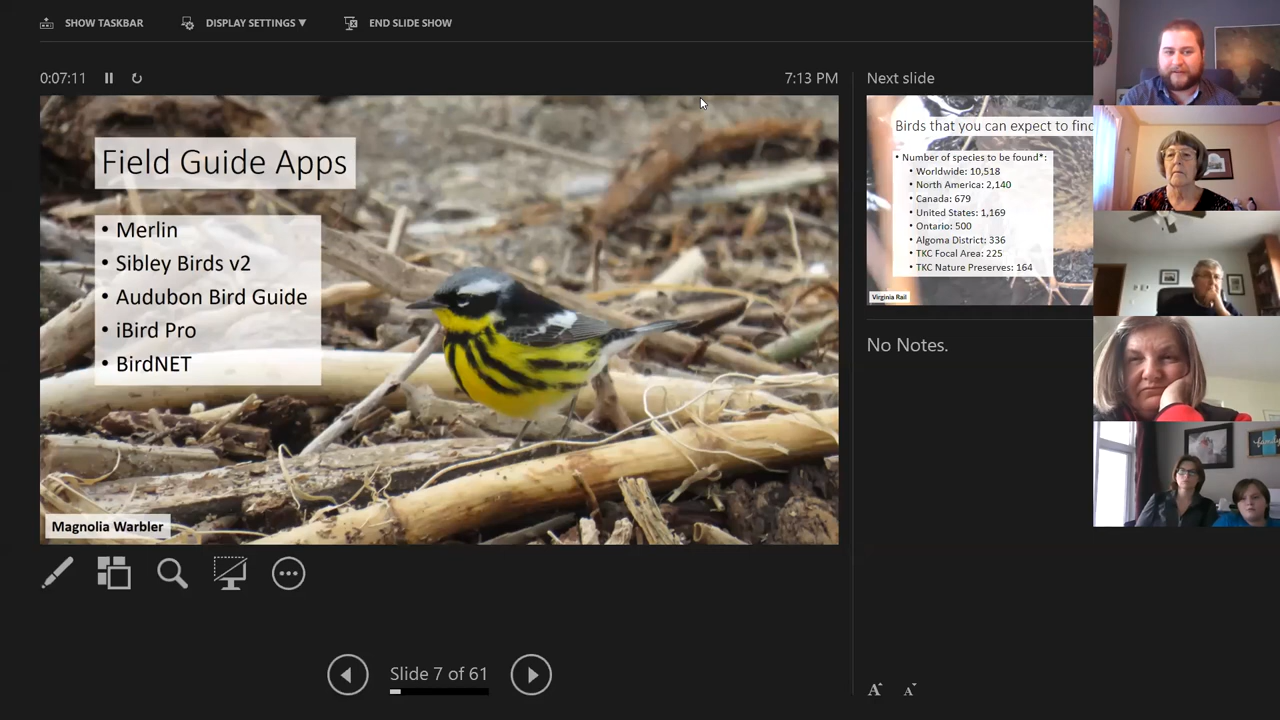 SHOW TASKBAR
DISPLAY SETTINGS ▼
END SLIDE SHOW
0:07:11
7:13 PM
Field Guide Apps
• Merlin
• Sibley Birds v2
• Audubon Bird Guide
• iBird Pro
• BirdNET
Magnolia Warbler
Next slide
Birds that you can expect to find
• Number of species to be found*:
• Worldwide: 10,518
• North America: 2,140
• Canada: 679
• United States: 1,169
• Ontario: 500
• Algoma District: 336
• TKC Focal Area: 225
• TKC Nature Preserves: 164
Virginia Rail
No Notes.
Slide 7 of 61
A A
family